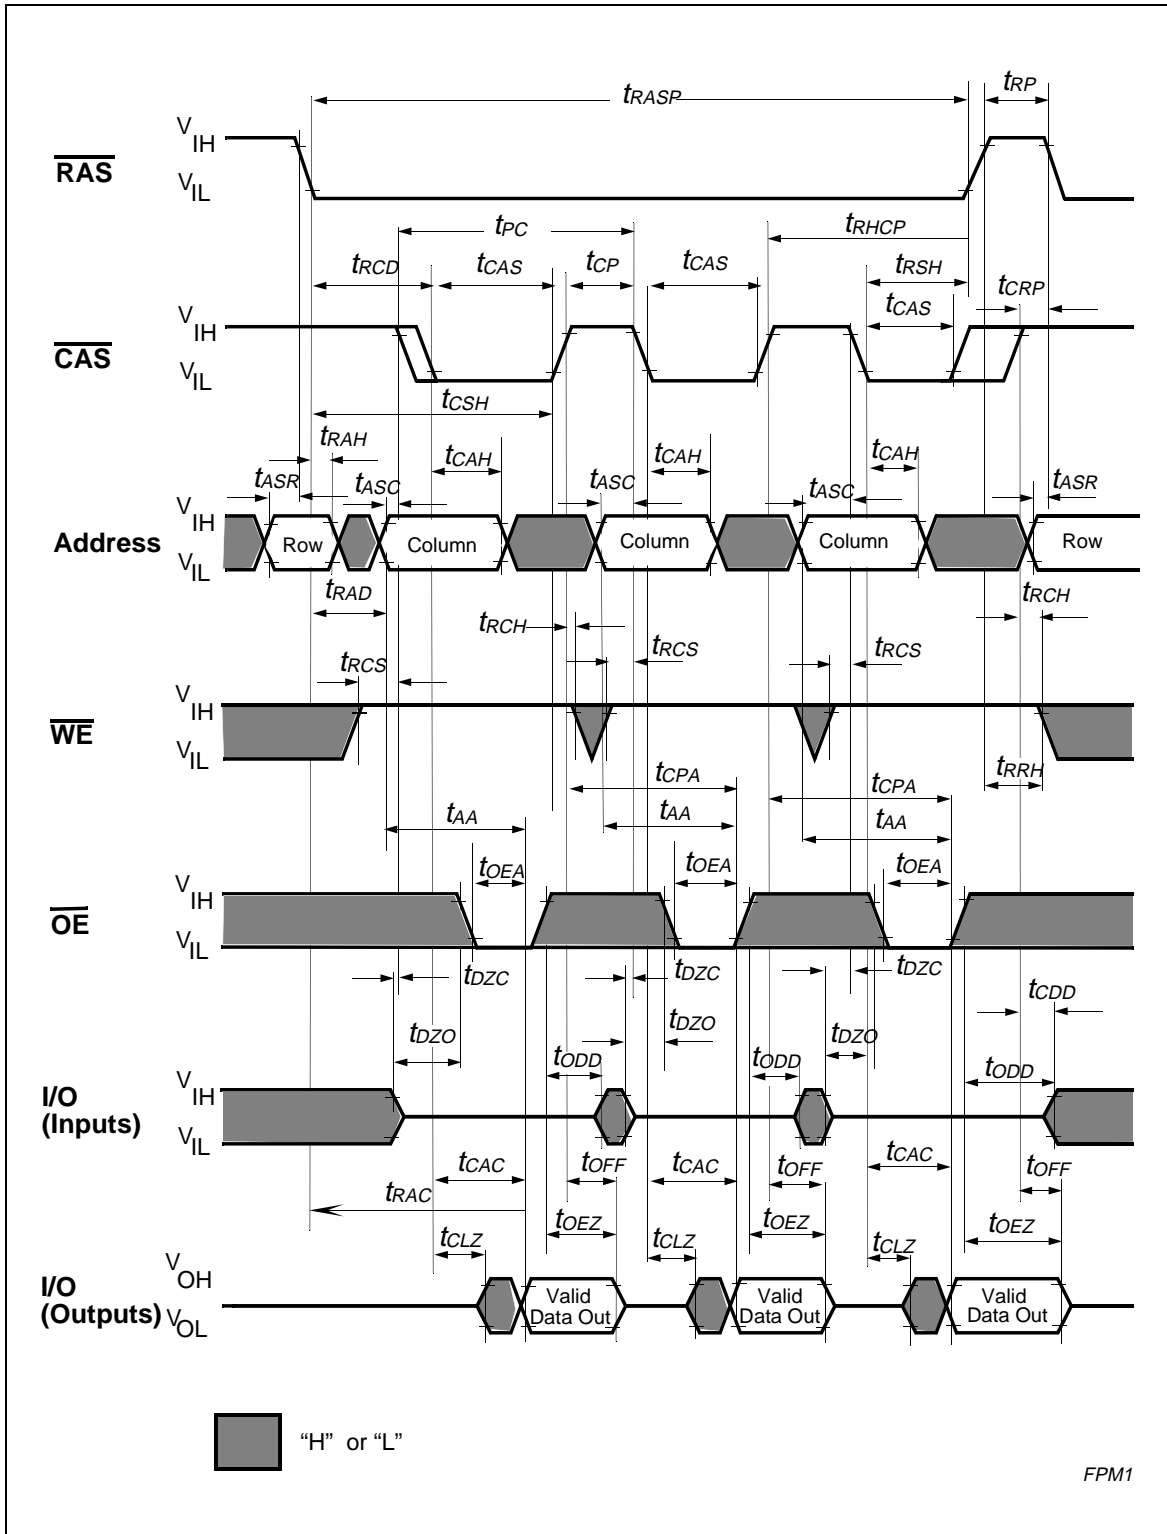 tRASP tRP
VIH
RAS
VIL
tPC tRHCP
tRCD tCAS tCP tCAS tRSH
tCRP
tCAS
VIH
CAS
VIL
tCSH
tRAH
tCAH tCAH tCAH
tASR tASC tASC tASC tASR
VIH
Address Row Column Column Column Row
VIL
tRAD
tRCH tRCH
tRCS tRCS
tRCS
VIH
WE
VIL
tCPA tCPA tRRH
tAA tAA tAA
tOEA tOEA tOEA
VIH
OE
VIL
tDZC tDZC tDZC
tCDD
tDZO tDZO tDZO
tODD tODD tODD
VIH
I/O
(Inputs)
VIL
tCAC tOFF tCAC tOFF tCAC tOFF
tRAC
tOEZ tOEZ tOEZ
tCLZ tCLZ tCLZ
VOH
I/O
(Outputs)
VOL
Valid Data Out
Valid Data Out
Valid Data Out
“H” or “L”
FPM1